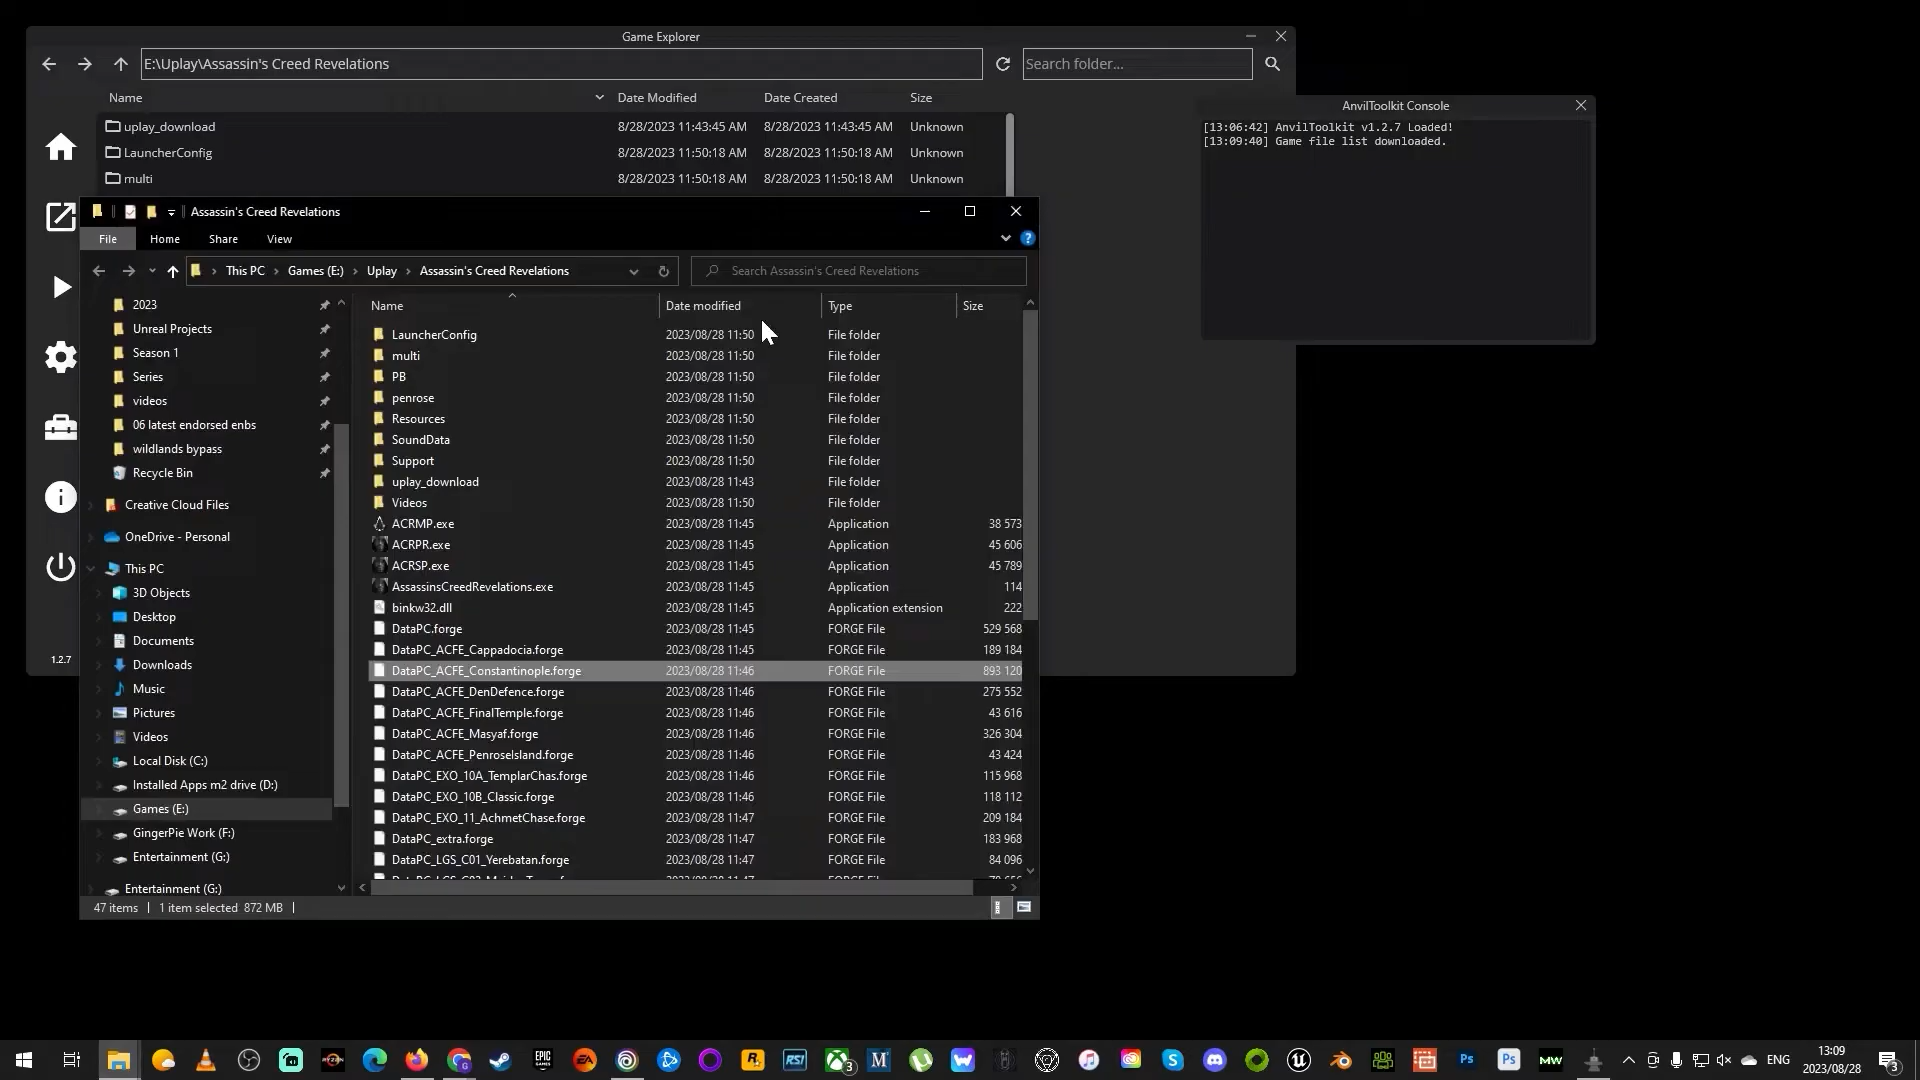 Game Explorer
E:\Uplay\Assassin's Creed Revelations
Search folder...
Name Date Modified Date Created Size
uplay_download 8/28/2023 11:43:45 AM 8/28/2023 11:43:45 AM Unknown
LauncherConfig 8/28/2023 11:50:18 AM 8/28/2023 11:50:18 AM Unknown
multi 8/28/2023 11:50:18 AM 8/28/2023 11:50:18 AM Unknown
1.2.7
AnvilToolkit Console
[13:06:42] AnvilToolkit v1.2.7 Loaded!
[13:09:40] Game file list downloaded.
Assassin's Creed Revelations
File Home Share View
This PC Games (E:) Uplay Assassin's Creed Revelations
Search Assassin's Creed Revelations
2023
Unreal Projects
Season 1
Series
videos
06 latest endorsed enbs
wildlands bypass
Recycle Bin
Creative Cloud Files
OneDrive - Personal
This PC
3D Objects
Desktop
Documents
Downloads
Music
Pictures
Videos
Local Disk (C:)
Installed Apps m2 drive (D:)
Games (E:)
GingerPie Work (F:)
Entertainment (G:)
Entertainment (G:)
Name Date modified Type Size
LauncherConfig 2023/08/28 11:50 File folder
multi 2023/08/28 11:50 File folder
PB 2023/08/28 11:50 File folder
penrose 2023/08/28 11:50 File folder
Resources 2023/08/28 11:50 File folder
SoundData 2023/08/28 11:50 File folder
Support 2023/08/28 11:50 File folder
uplay_download 2023/08/28 11:43 File folder
Videos 2023/08/28 11:50 File folder
ACRMP.exe 2023/08/28 11:45 Application 38 573
ACRPR.exe 2023/08/28 11:45 Application 45 606
ACRSP.exe 2023/08/28 11:45 Application 45 789
AssassinsCreedRevelations.exe 2023/08/28 11:45 Application 114
binkw32.dll 2023/08/28 11:45 Application extension 222
DataPC.forge 2023/08/28 11:45 FORGE File 529 568
DataPC_ACFE_Cappadocia.forge 2023/08/28 11:45 FORGE File 189 184
DataPC_ACFE_Constantinople.forge 2023/08/28 11:46 FORGE File 893 120
DataPC_ACFE_DenDefence.forge 2023/08/28 11:46 FORGE File 275 552
DataPC_ACFE_FinalTemple.forge 2023/08/28 11:46 FORGE File 43 616
DataPC_ACFE_Masyaf.forge 2023/08/28 11:46 FORGE File 326 304
DataPC_ACFE_PenroseIsland.forge 2023/08/28 11:46 FORGE File 43 424
DataPC_EXO_10A_TemplarChas.forge 2023/08/28 11:46 FORGE File 115 968
DataPC_EXO_10B_Classic.forge 2023/08/28 11:46 FORGE File 118 112
DataPC_EXO_11_AchmetChase.forge 2023/08/28 11:47 FORGE File 209 184
DataPC_extra.forge 2023/08/28 11:47 FORGE File 183 968
DataPC_LGS_C01_Yerebatan.forge 2023/08/28 11:47 FORGE File 84 096
47 items 1 item selected 872 MB
EPIC GAMES
EA
R
RSI
3
M
W
S
Ps
Ps
MW
ENG
13:09
2023/08/28
3